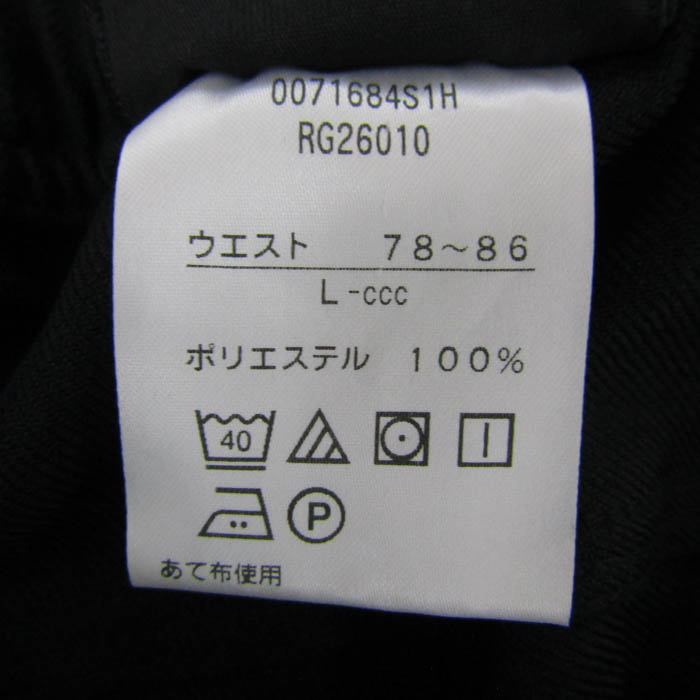 0071684S1H
RG26010
ウエスト 78～86
L-ccc
ポリエステル 100%
40
P
あて布使用